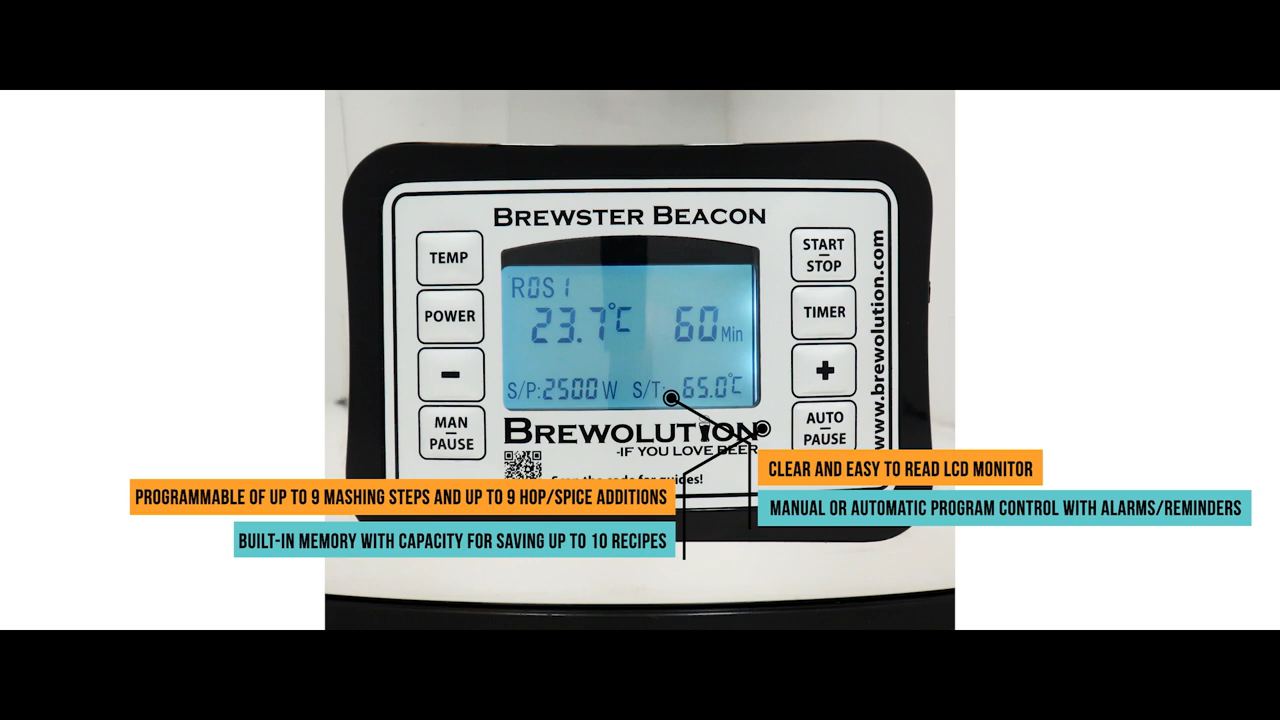 BREWSTER BEACON
TEMP
POWER
-
MAN
PAUSE
R0S1
23.7°C 60 Min
S/P:2500W S/T: 65.0°C
START
STOP
TIMER
+
AUTO
PAUSE
www.brewolution.com
BREWOLUTION
-IF YOU LOVE BEER
CLEAR AND EASY TO READ LCD MONITOR
MANUAL OR AUTOMATIC PROGRAM CONTROL WITH ALARMS/REMINDERS
PROGRAMMABLE OF UP TO 9 MASHING STEPS AND UP TO 9 HOP/SPICE ADDITIONS
BUILT-IN MEMORY WITH CAPACITY FOR SAVING UP TO 10 RECIPES